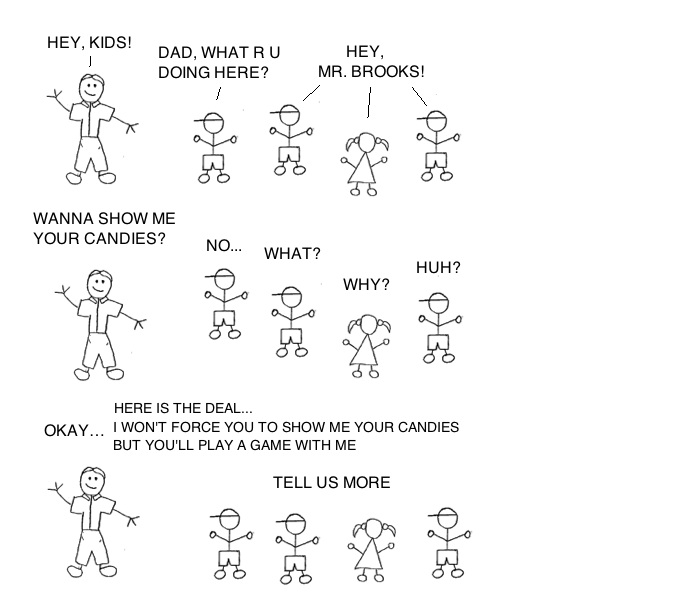 HEY, KIDS!
DAD, WHAT R U
DOING HERE?
HEY,
MR. BROOKS!
WANNA SHOW ME
YOUR CANDIES?
NO...
WHAT?
WHY?
HUH?
OKAY...
HERE IS THE DEAL...
I WON'T FORCE YOU TO SHOW ME YOUR CANDIES
BUT YOU'LL PLAY A GAME WITH ME
TELL US MORE